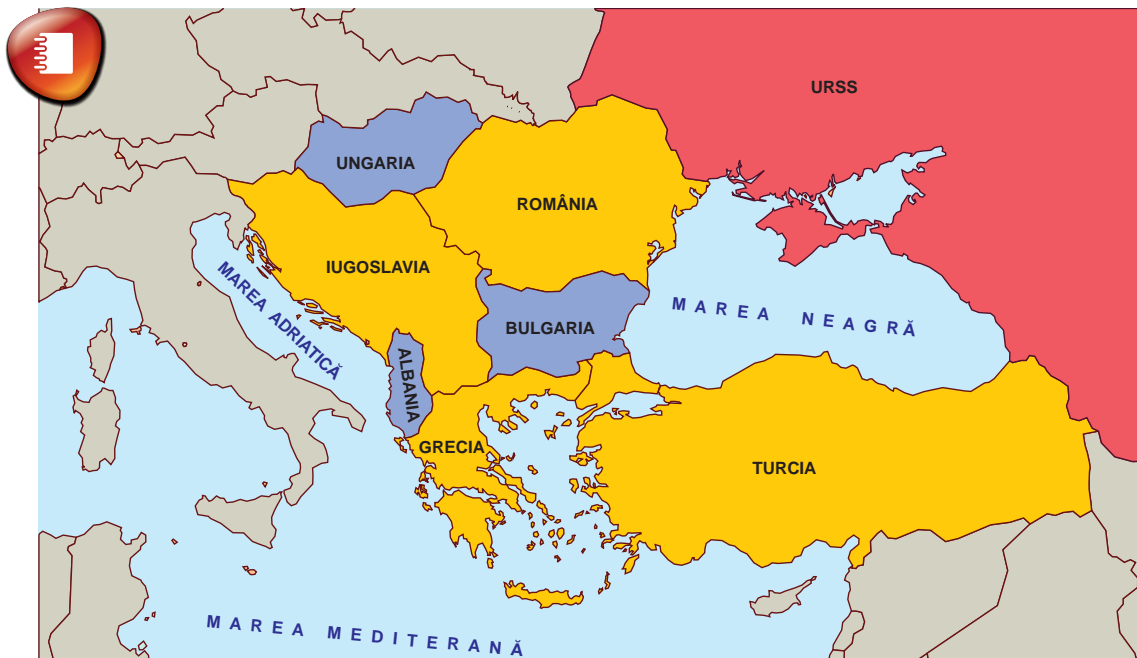 URSS
UNGARIA
ROMÂNIA
IUGOSLAVIA
MAREA ADRIATICĂ
MAREA NEAGRĂ
BULGARIA
ALBANIA
GRECIA
TURCIA
MAREA MEDITERANĂ